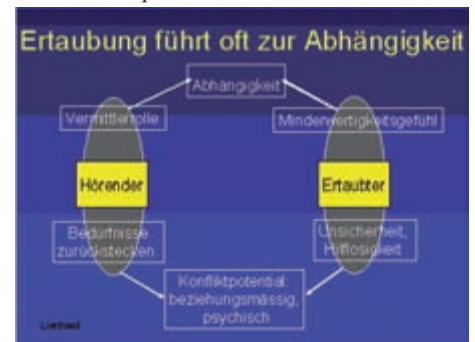 Ertaubung führt oft zur Abhängigkeit
Abhängigkeit
Vermittlerrolle
Minderwertigkeitsgefühl
Hörender
Ertaubter
Bedürfnisse
zurückstecken
Unsicherheit,
Hilflosigkeit
Konfliktpotential:
beziehungsmässig,
psychisch
Lienhard